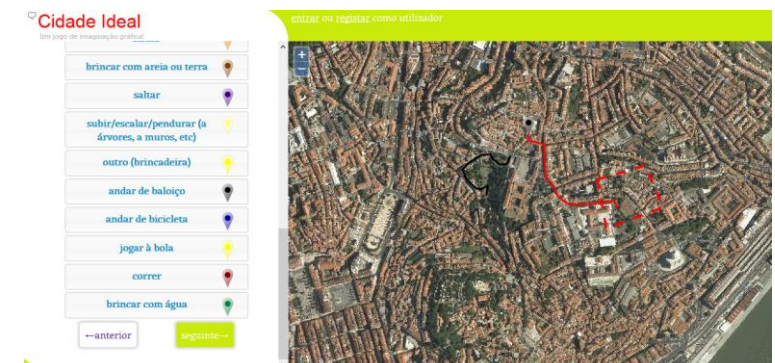 Cidade Ideal
Um jogo de imaginação gráfica!
entrar ou registar como utilizador
brincar com areia ou terra
saltar
subir/escalar/pendurar (a
árvores, a muros, etc)
outro (brincadeira)
andar de baloiço
andar de bicicleta
jogar à bola
correr
brincar com água
←anterior
seguinte→
+
−